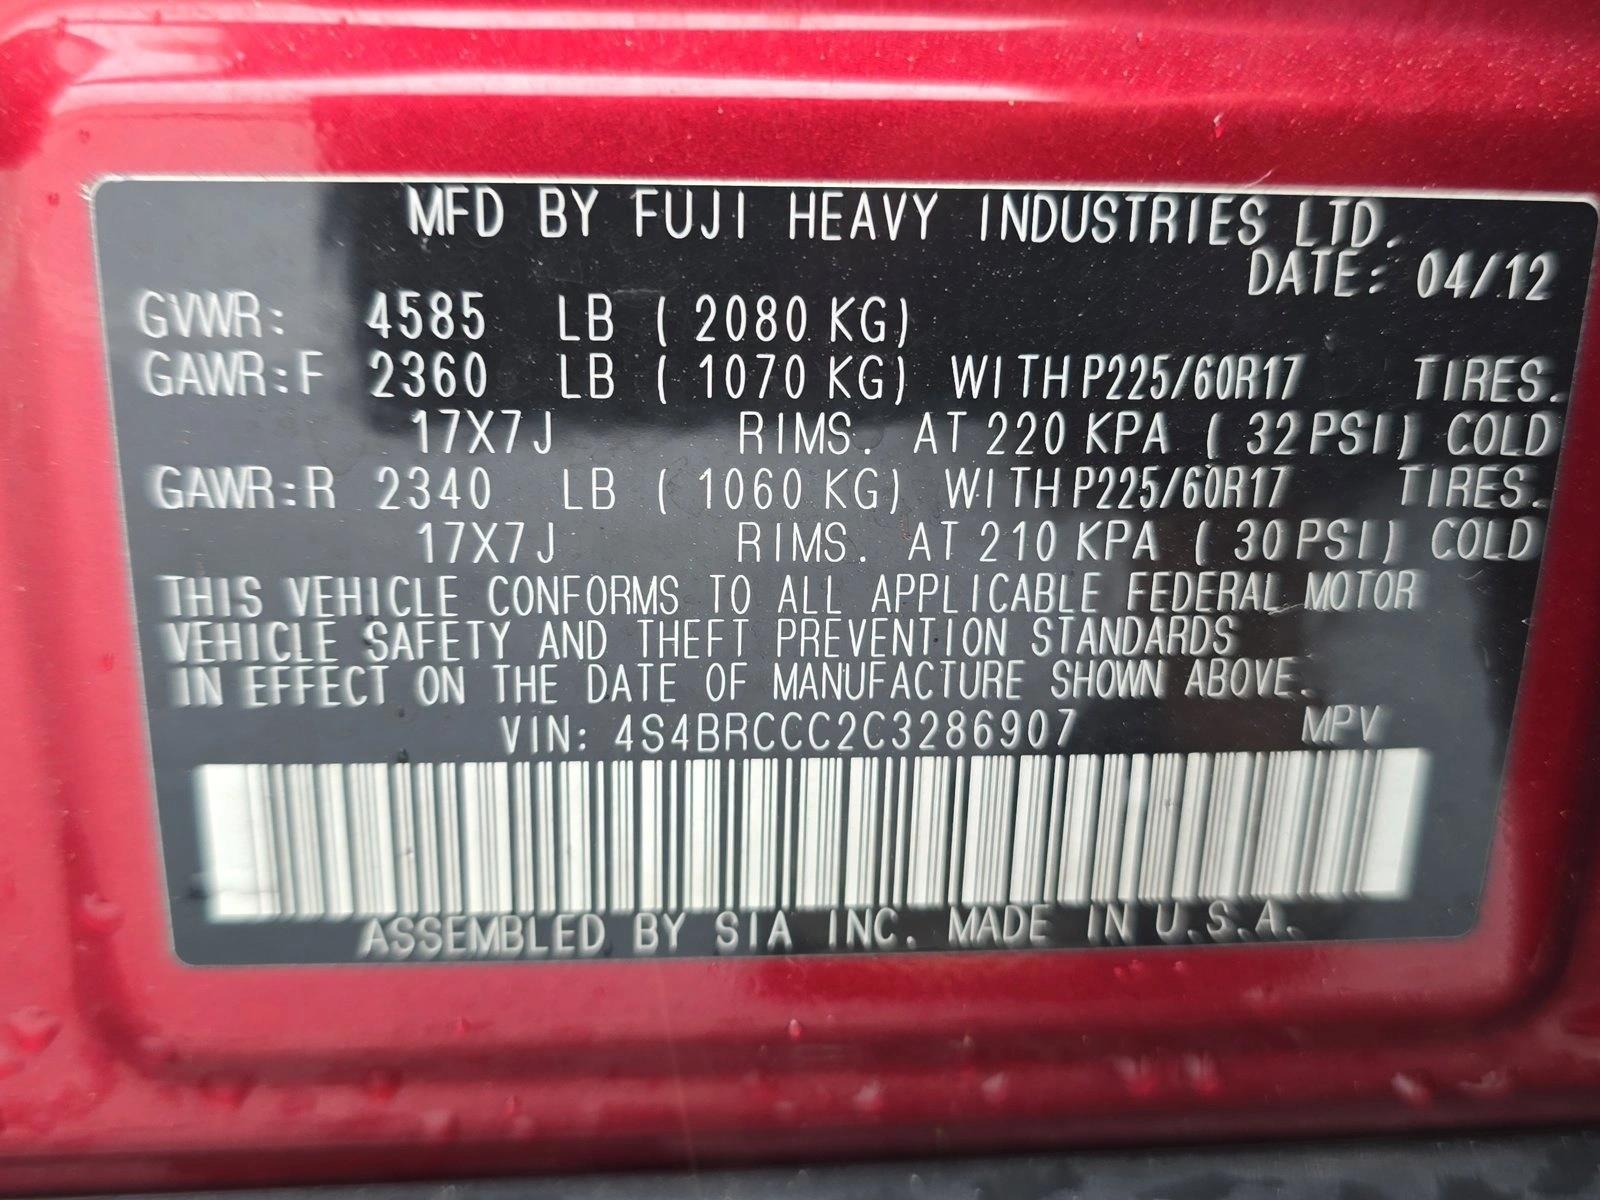 MFD BY FUJI HEAVY INDUSTRIES LTD.
DATE: 04/12
GVWR: 4585 LB ( 2080 KG)
GAWR:F 2360 LB ( 1070 KG) WITH P225/60R17 TIRES.
17X7J RIMS. AT 220 KPA ( 32 PSI) COLD
GAWR:R 2340 LB ( 1060 KG) WITH P225/60R17 TIRES.
17X7J RIMS. AT 210 KPA ( 30 PSI) COLD
THIS VEHICLE CONFORMS TO ALL APPLICABLE FEDERAL MOTOR
VEHICLE SAFETY AND THEFT PREVENTION STANDARDS
IN EFFECT ON THE DATE OF MANUFACTURE SHOWN ABOVE.
VIN: 4S4BRCCC2C3286907 MPV
ASSEMBLED BY SIA INC. MADE IN U.S.A.